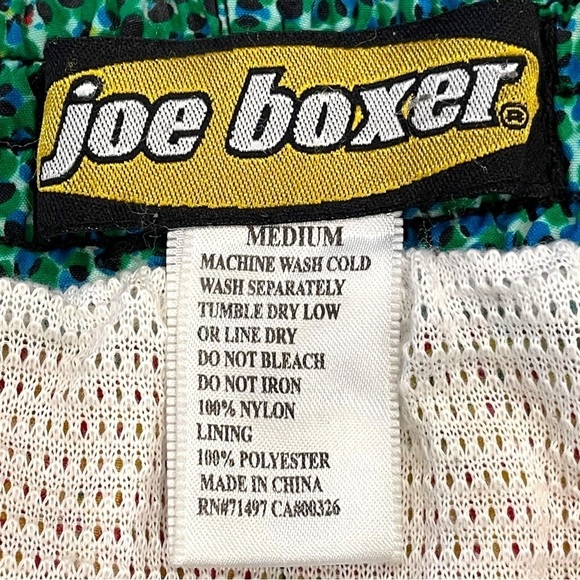 joe boxer ®
MEDIUM
MACHINE WASH COLD
WASH SEPARATELY
TUMBLE DRY LOW
OR LINE DRY
DO NOT BLEACH
DO NOT IRON
100% NYLON
LINING
100% POLYESTER
MADE IN CHINA
RN#71497 CA#00326